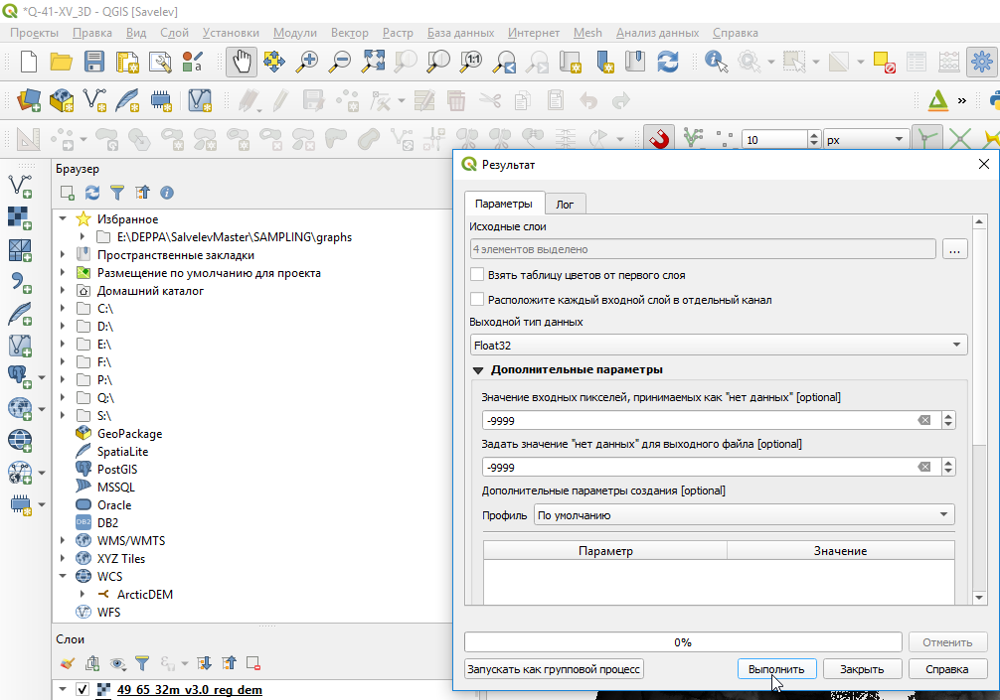 *Q-41-XV_3D - QGIS [Savelev]
Проекты Правка Вид Слой Установки Модули Вектор Растр База данных Интернет Mesh Анализ данных Справка
1:1
»
10 px
Браузер
Избранное
E:\DEPPA\SalvelevMaster\SAMPLING\graphs
Пространственные закладки
Размещение по умолчанию для проекта
Домашний каталог
C:\
D:\
E:\
F:\
P:\
Q:\
S:\
GeoPackage
SpatiaLite
PostGIS
MSSQL
Oracle
DB2 DB2
WMS/WMTS
XYZ Tiles
WCS
ArcticDEM
WFS
Слои
49_65_32m_v3.0_reg_dem
Результат
Параметры Лог
Исходные слои
4 элементов выделено ...
Взять таблицу цветов от первого слоя
Расположите каждый входной слой в отдельный канал
Выходной тип данных
Float32
Дополнительные параметры
Значение входных пикселей, принимаемых как "нет данных" [optional]
-9999
Задать значение "нет данных" для выходного файла [optional]
-9999
Дополнительные параметры создания [optional]
Профиль По умолчанию
Параметр Значение
0% Отменить
Запускать как групповой процесс Выполнить Закрыть Справка